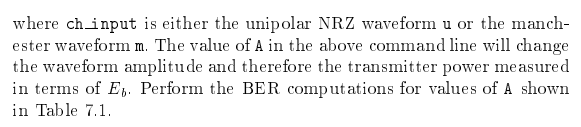 where ch_input is either the unipolar NRZ waveform u or the manch-
ester waveform m. The value of A in the above command line will change
the waveform amplitude and therefore the transmitter power measured
in terms of E_b. Perform the BER computations for values of A shown
in Table 7.1.